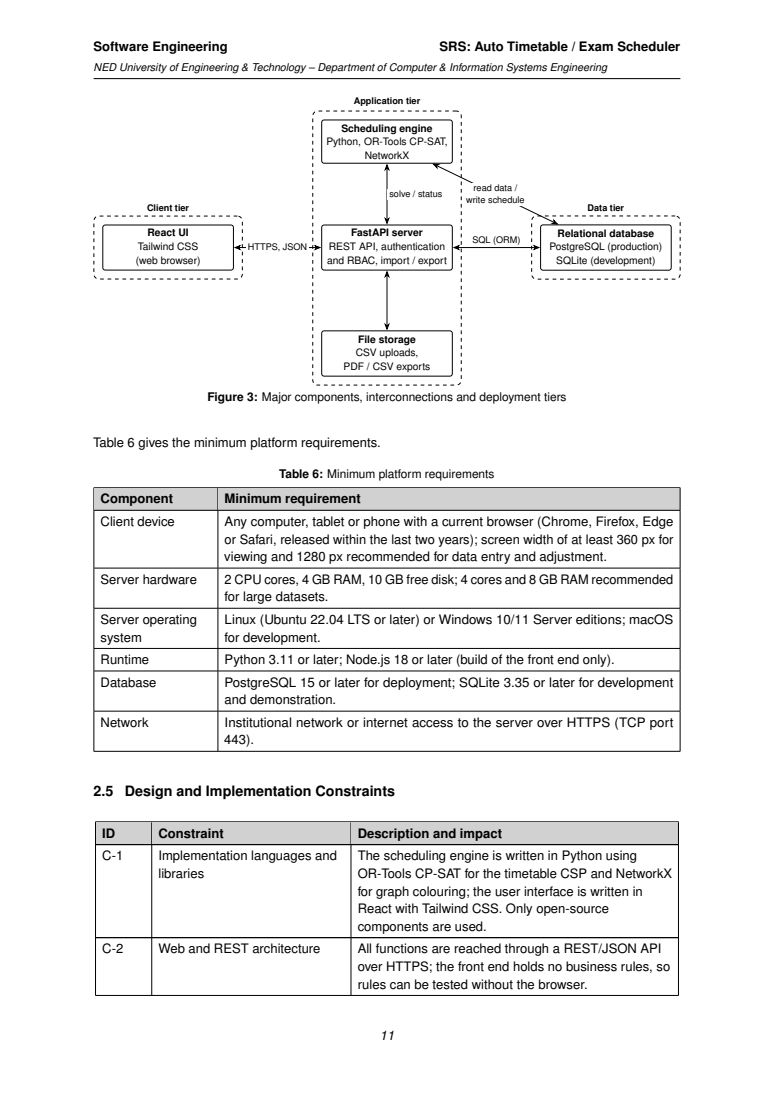 Software Engineering
SRS: Auto Timetable / Exam Scheduler
NED University of Engineering & Technology – Department of Computer & Information Systems Engineering
Application tier
Scheduling engine
Python, OR-Tools CP-SAT,
NetworkX
solve / status
read data /
write schedule
Client tier
Data tier
React UI
Tailwind CSS
(web browser)
HTTPS, JSON
FastAPI server
REST API, authentication
and RBAC, import / export
SQL (ORM)
Relational database
PostgreSQL (production)
SQLite (development)
File storage
CSV uploads,
PDF / CSV exports
Figure 3: Major components, interconnections and deployment tiers
Table 6 gives the minimum platform requirements.
Table 6: Minimum platform requirements
Component
Minimum requirement
Client device
Any computer, tablet or phone with a current browser (Chrome, Firefox, Edge
or Safari, released within the last two years); screen width of at least 360 px for
viewing and 1280 px recommended for data entry and adjustment.
Server hardware
2 CPU cores, 4 GB RAM, 10 GB free disk; 4 cores and 8 GB RAM recommended
for large datasets.
Server operating
system
Linux (Ubuntu 22.04 LTS or later) or Windows 10/11 Server editions; macOS
for development.
Runtime
Python 3.11 or later; Node.js 18 or later (build of the front end only).
Database
PostgreSQL 15 or later for deployment; SQLite 3.35 or later for development
and demonstration.
Network
Institutional network or internet access to the server over HTTPS (TCP port
443).
2.5 Design and Implementation Constraints
ID
Constraint
Description and impact
C-1
Implementation languages and
libraries
The scheduling engine is written in Python using
OR-Tools CP-SAT for the timetable CSP and NetworkX
for graph colouring; the user interface is written in
React with Tailwind CSS. Only open-source
components are used.
C-2
Web and REST architecture
All functions are reached through a REST/JSON API
over HTTPS; the front end holds no business rules, so
rules can be tested without the browser.
11